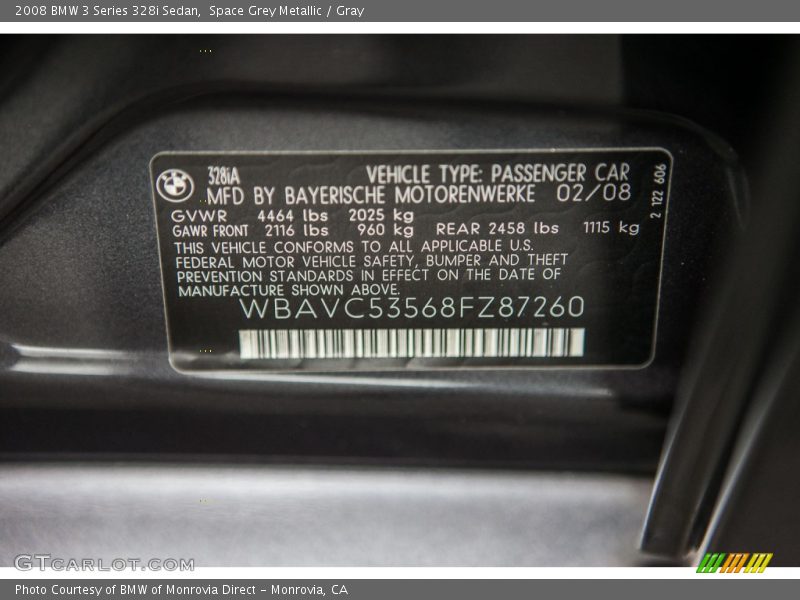 2008 BMW 3 Series 328i Sedan,  Space Grey Metallic / Gray
328iA VEHICLE TYPE: PASSENGER CAR
MFD BY BAYERISCHE MOTORENWERKE 02/08
GVWR 4464 lbs 2025 kg
GAWR FRONT 2116 lbs 960 kg REAR 2458 lbs 1115 kg
THIS VEHICLE CONFORMS TO ALL APPLICABLE U.S.
FEDERAL MOTOR VEHICLE SAFETY, BUMPER AND THEFT
PREVENTION STANDARDS IN EFFECT ON THE DATE OF
MANUFACTURE SHOWN ABOVE.
WBAVC53568FZ87260
2 122 606
GTCARLOT.COM
Photo Courtesy of BMW of Monrovia Direct – Monrovia, CA